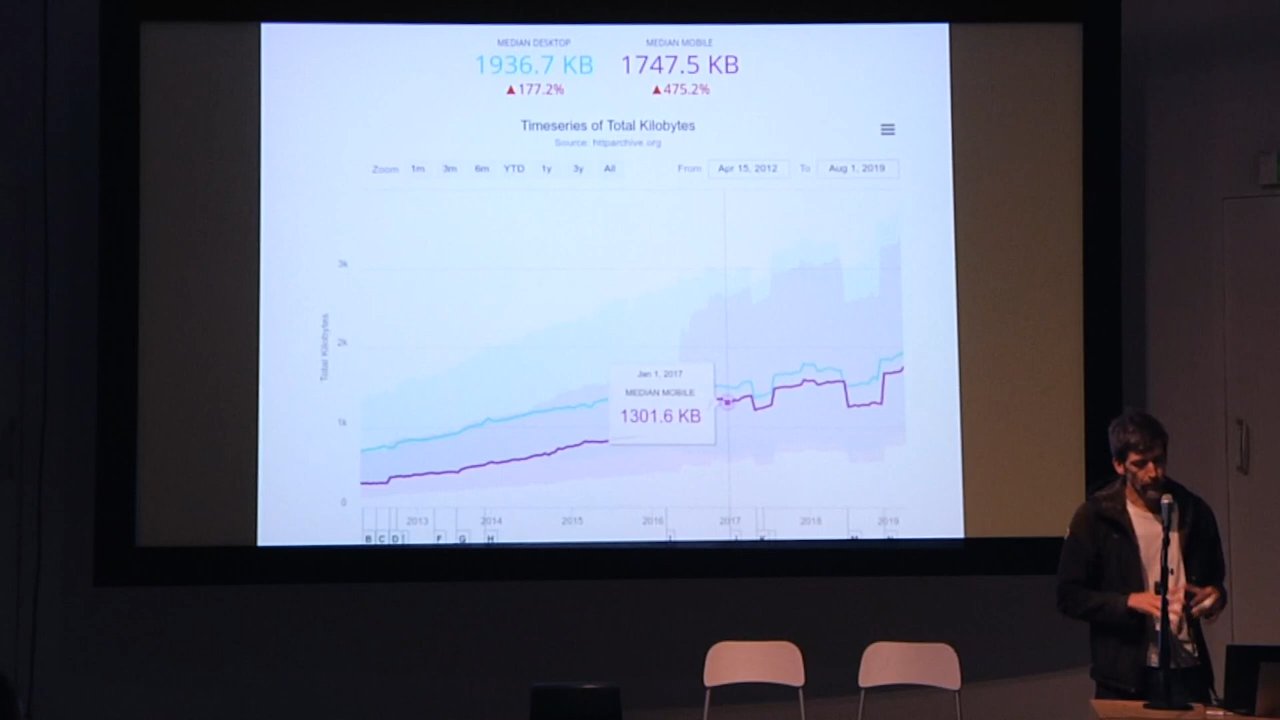 MEDIAN DESKTOP MEDIAN MOBILE
1936.7 KB 1747.5 KB
▲177.2% ▲475.2%
Timeseries of Total Kilobytes
Source: httparchive.org
Zoom 1m 3m 6m YTD 1y 3y All From Apr 15, 2012 To Aug 1, 2019
3k
Total Kilobytes
2k
Jan 1, 2017
MEDIAN MOBILE
1301.6 KB
1k
0
2013 2014 2015 2016 2017 2018 2019
B C D F G H